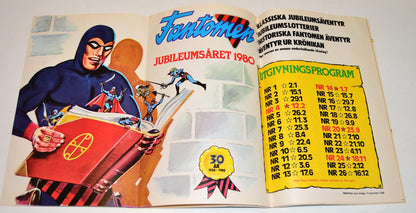 Fantomen
JUBILEUMSÅRET 1980
30
ÅR
1950-1980
KLASSISKA JUBILEUMSÄVENTYR
JUBILEUMSLOTTERIER
HISTORISKA FANTOMEN ÄVENTYR
ÄVENTYR UR KRÖNIKAN
UTGIVNINGSPROGRAM
NR 1 ☆ 2:1
NR 2 ☆ 15:1
NR 3 ☆ 29:1
NR 4 ★ 12:2
NR 5 ☆ 26:2
NR 6 ☆ 11:3
NR 7 ☆ 25:3
NR 8 ☆ 9:4
NR 9 ☆ 22:4
NR 10 ☆ 6:5
NR 11 ☆ 20:5
NR 12 ☆ 3:6
NR 13 ☆ 17:6
NR 14 ★ 1:7
NR 15 ☆ 15:7
NR 16 ☆ 29:7
NR 17 ☆ 12:8
NR 18 ☆ 26:8
NR 19 ☆ 9:9
NR 20 ★ 23:9
NR 21 ☆ 7:10
NR 22 ☆ 21:10
NR 23 ☆ 4:11
NR 24 ★ 18:11
NR 25 ☆ 2:12
NR 26 ☆ 16:12